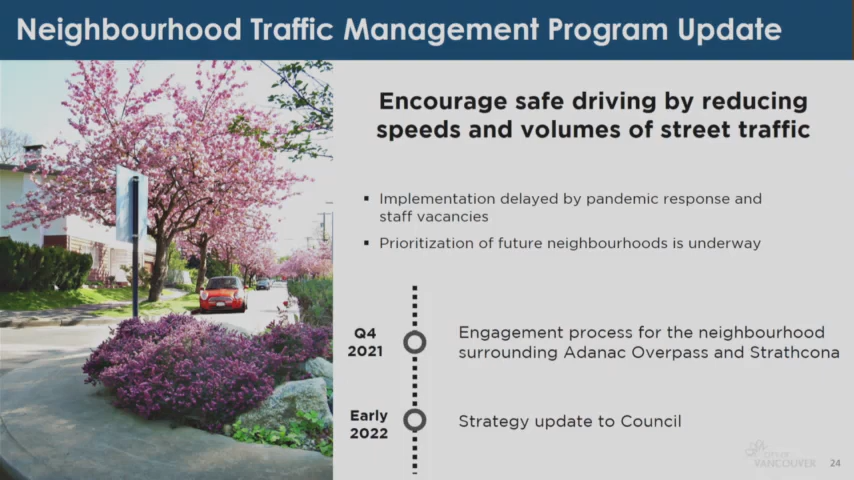 Neighbourhood Traffic Management Program Update
Encourage safe driving by reducing
speeds and volumes of street traffic
▪ Implementation delayed by pandemic response and
staff vacancies
▪ Prioritization of future neighbourhoods is underway
Q4
2021
Engagement process for the neighbourhood
surrounding Adanac Overpass and Strathcona
Early
2022
Strategy update to Council
CITY OF
VANCOUVER
24